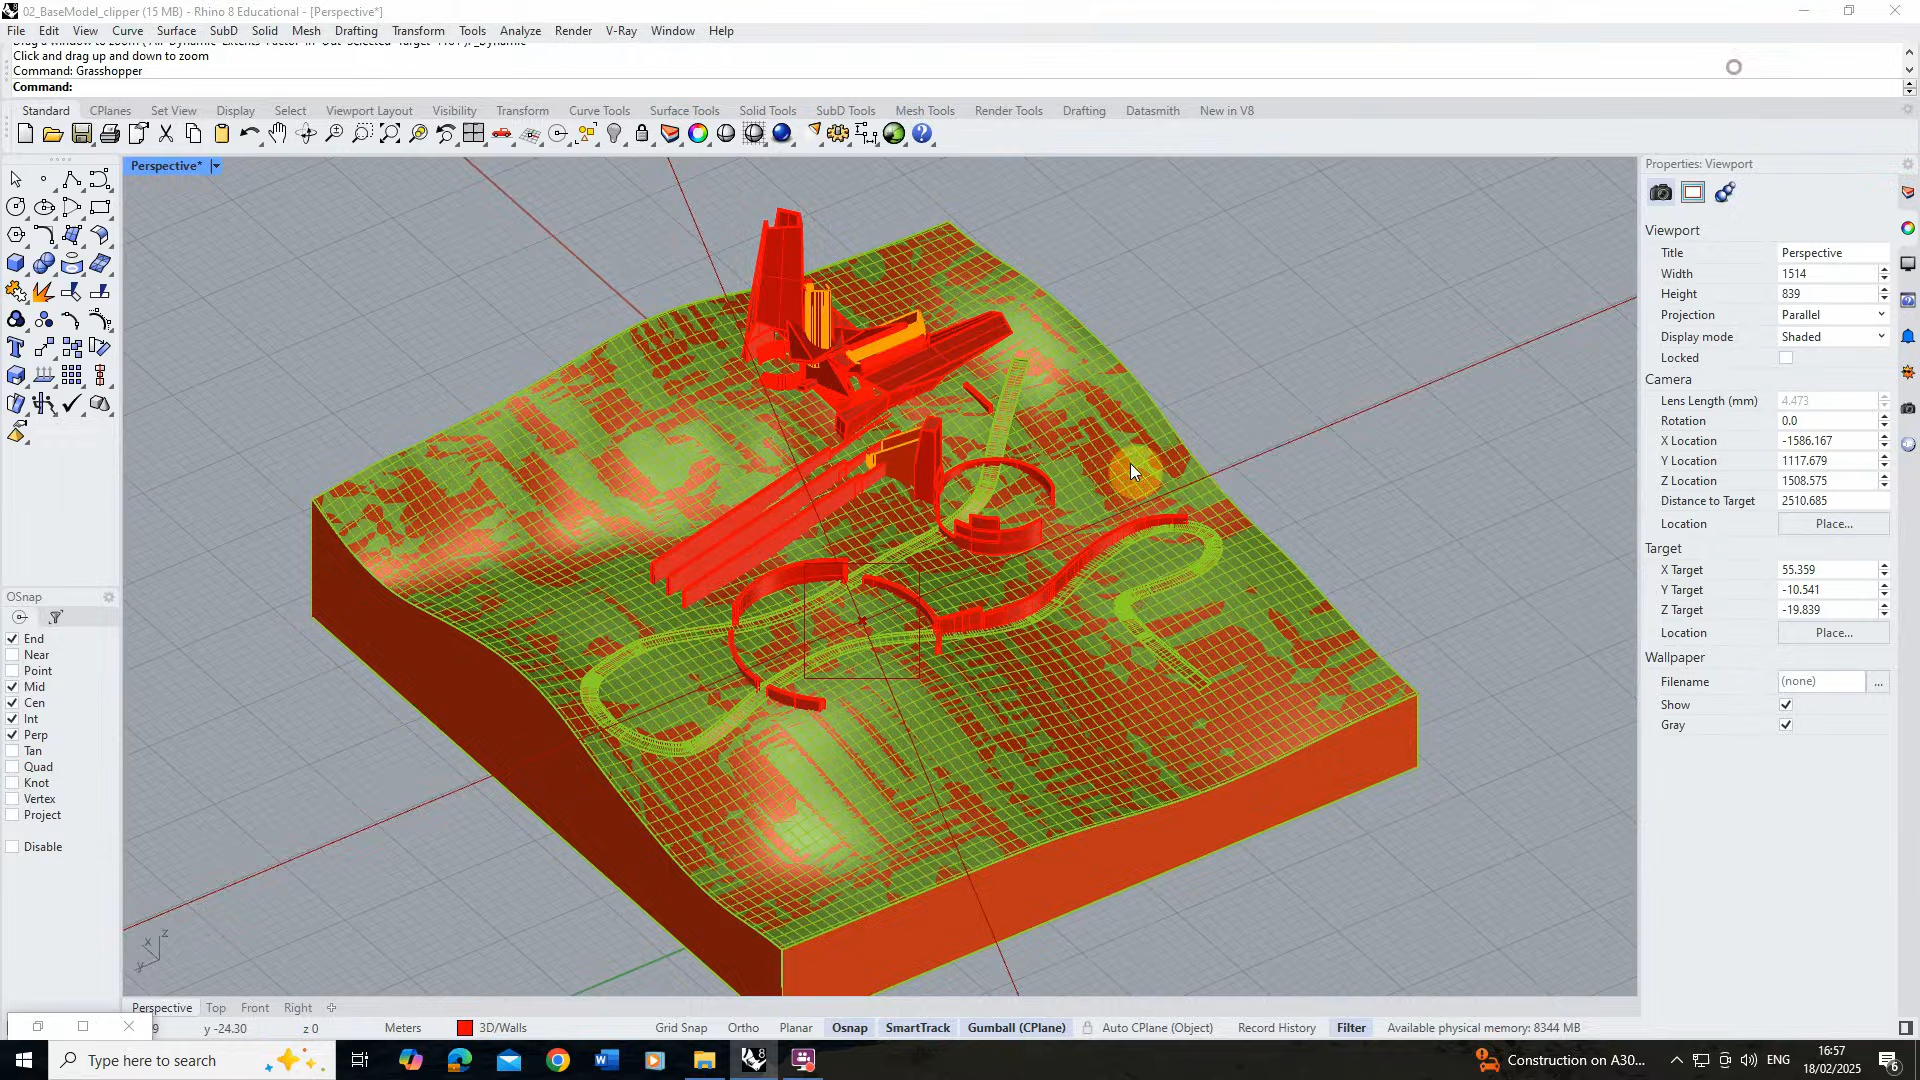 02_BaseModel_clipper (15 MB) - Rhino 8 Educational - [Perspective*]
File Edit View Curve Surface SubD Solid Mesh Drafting Transform Tools Analyze Render V-Ray Window Help
Click and drag up and down to zoom
Command: Grasshopper
Command:
Standard CPlanes Set View Display Select Viewport Layout Visibility Transform Curve Tools Surface Tools Solid Tools SubD Tools Mesh Tools Render Tools Drafting Datasmith New in V8
Perspective*
Properties: Viewport
Viewport
Title Perspective
Width 1514
Height 839
Projection Parallel
Display mode Shaded
Locked
Camera
Lens Length (mm) 4.473
Rotation 0.0
X Location -1586.167
Y Location 1117.679
Z Location 1508.575
Distance to Target 2510.685
Location Place...
Target
X Target 55.359
Y Target -10.541
Z Target -19.839
Location Place...
Wallpaper
Filename (none) ...
Show
Gray
OSnap
End
Near
Point
Mid
Cen
Int
Perp
Tan
Quad
Knot
Vertex
Project
Disable
z
x
y
Perspective Top Front Right
9 y -24.30 z 0 Meters 3D/Walls Grid Snap Ortho Planar Osnap SmartTrack Gumball (CPlane) Auto CPlane (Object) Record History Filter Available physical memory: 8344 MB
Type here to search
Construction on A30...
ENG
16:57
18/02/2025
6